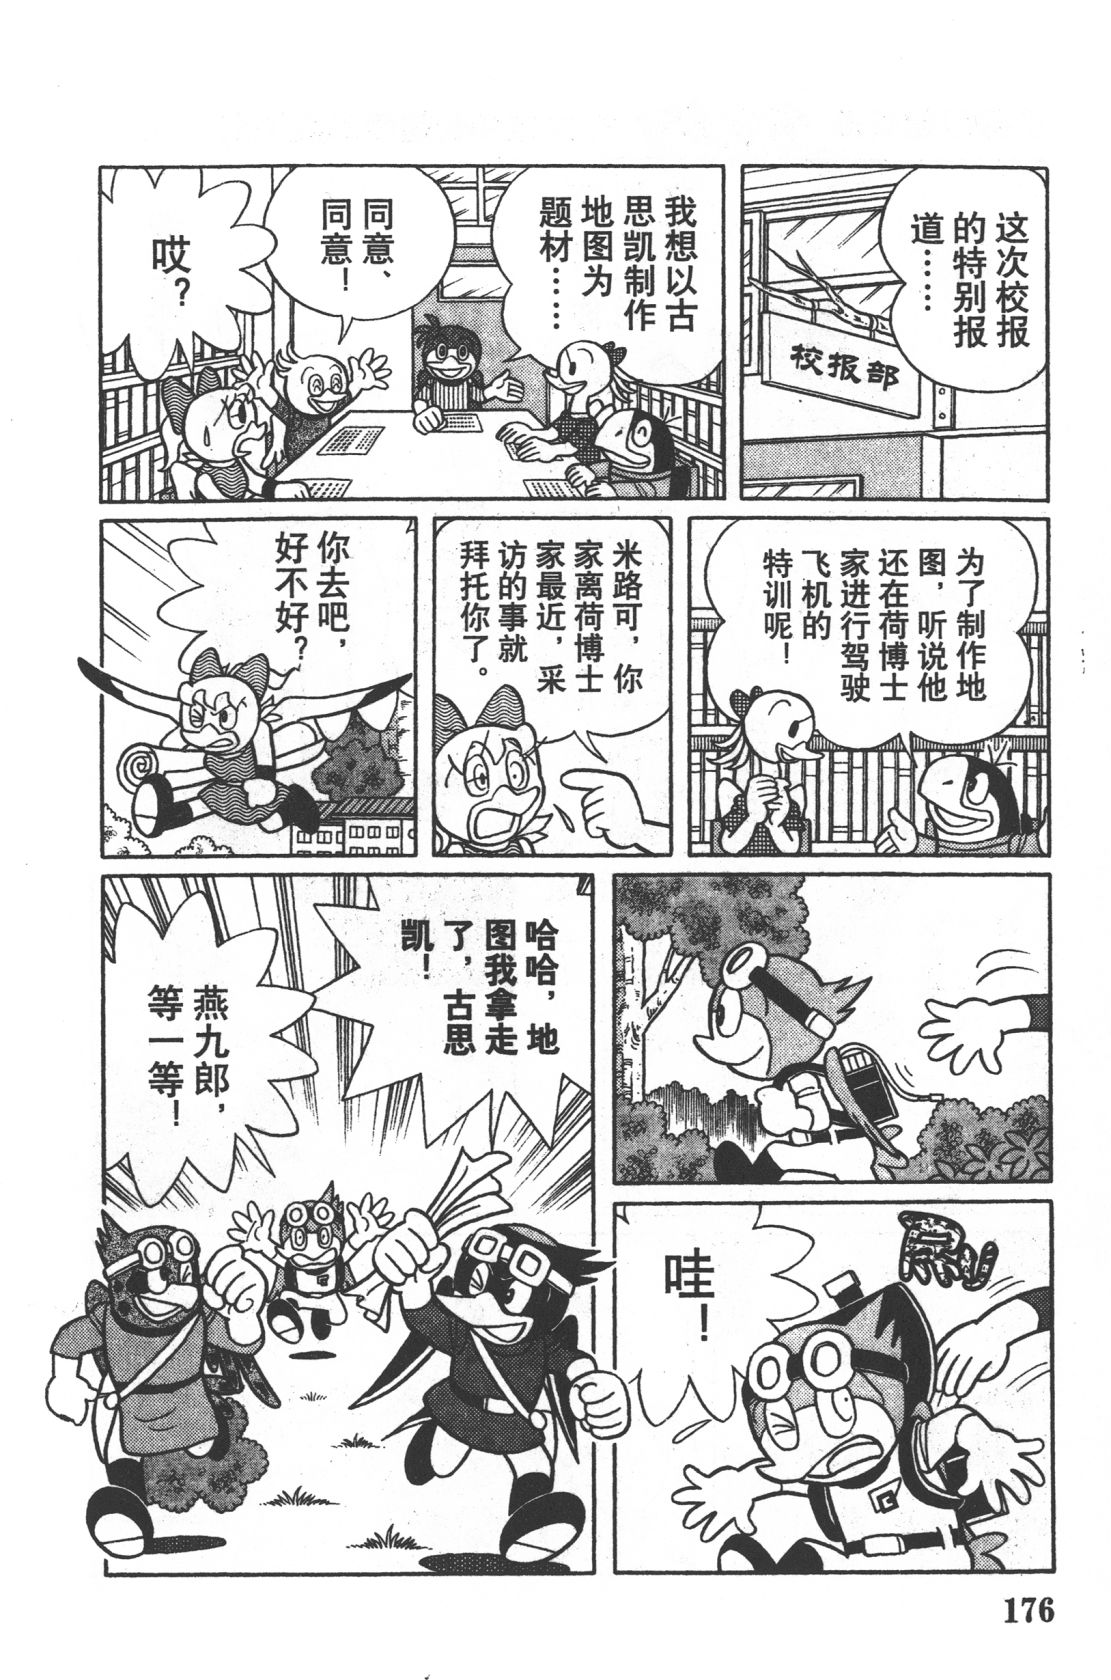 这次校报
的特别报
道……
校报部
我想以古
思凯制作
地图为
题材……
同意、
同意！
哎？
为了制作地
图，听说他
还在荷博士
家进行驾驶
飞机的
特训呢！
米路可，你
家离荷博士
家最近，采
访的事就
拜托你了。
你去吧，
好不好？
哇！
哈哈，地
图我拿走
了，古思
凯！
燕九郎，
等一等！
176